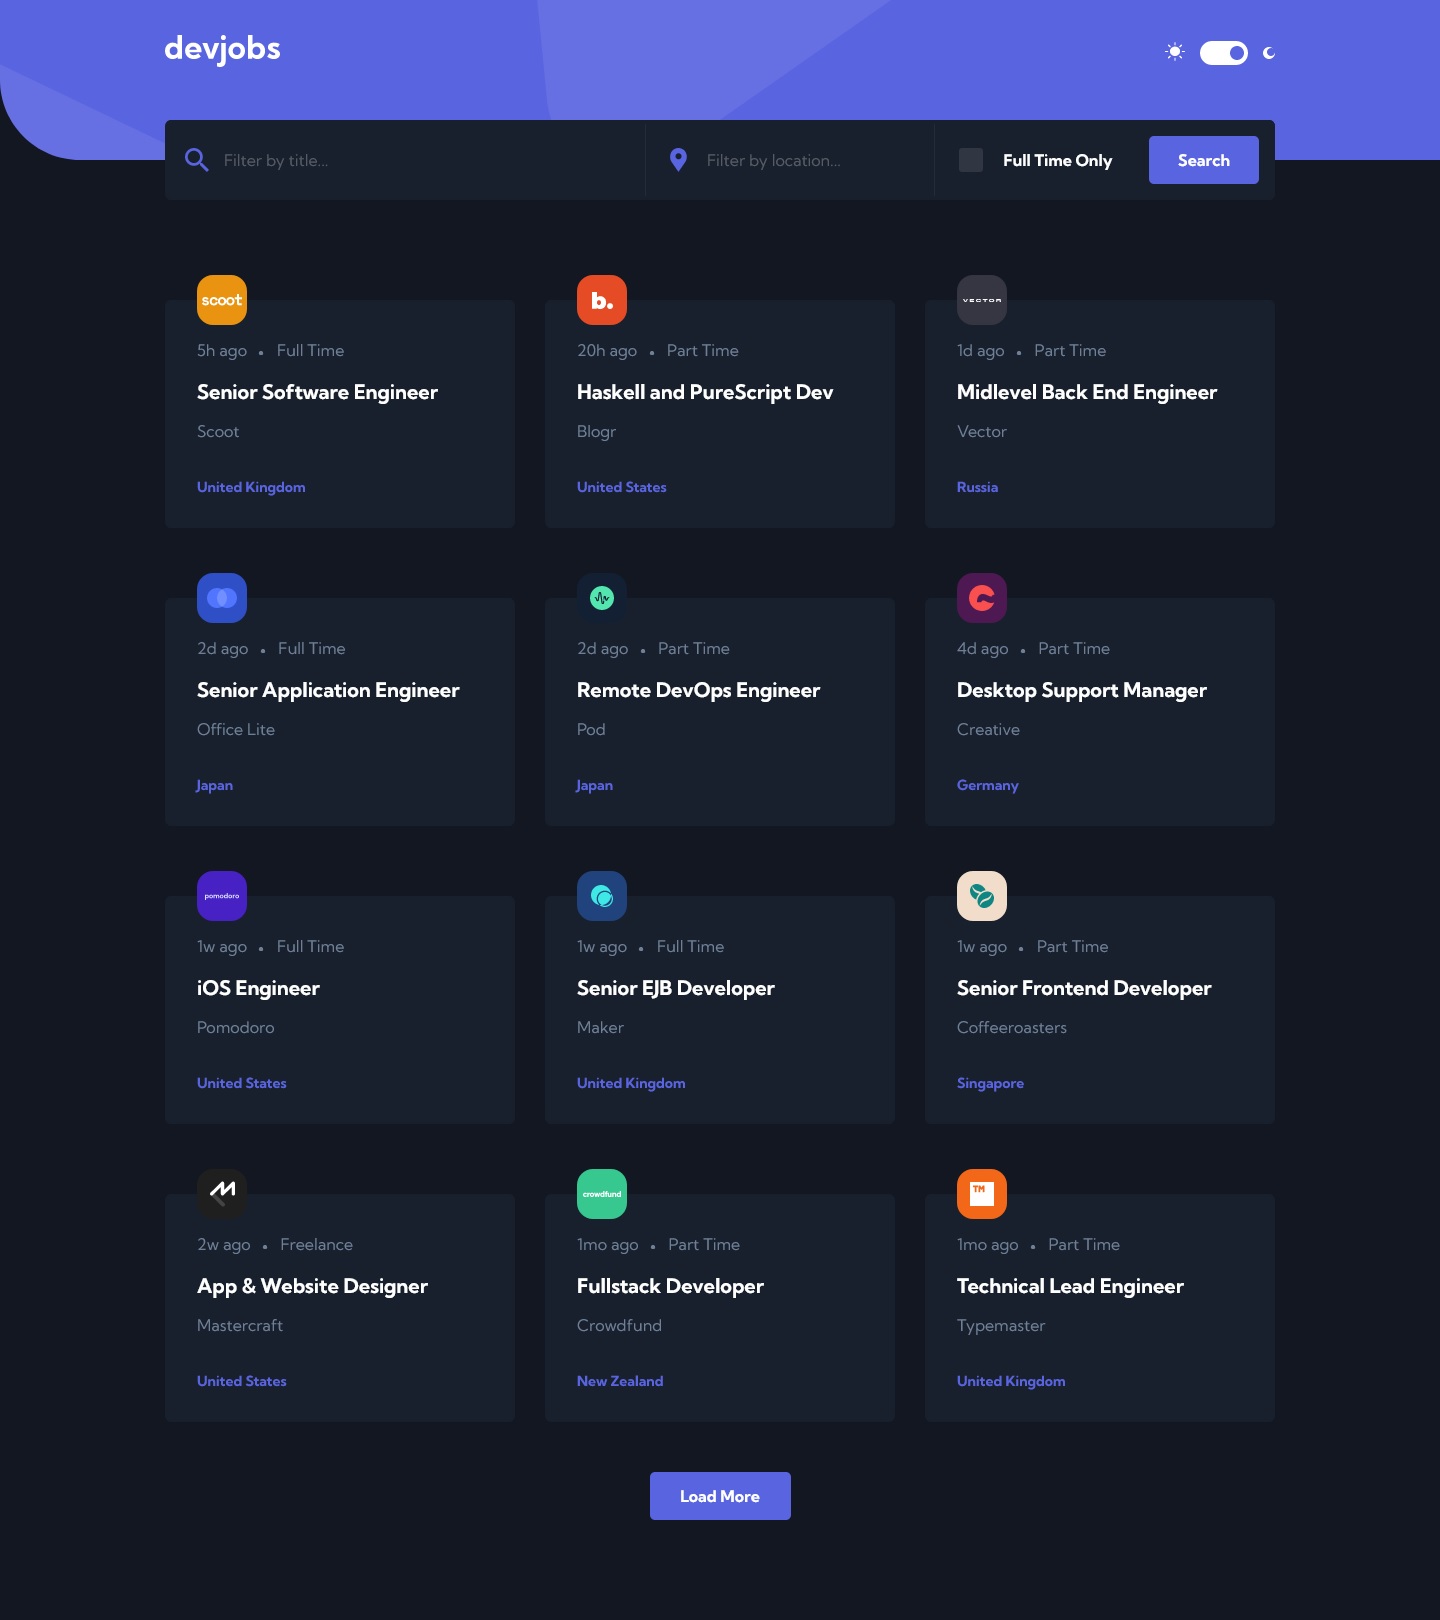 devjobs
Filter by title...
Filter by location...
Full Time Only
Search
scoot
5h ago • Full Time
Senior Software Engineer
Scoot
United Kingdom
b.
20h ago • Part Time
Haskell and PureScript Dev
Blogr
United States
VECTOR
1d ago • Part Time
Midlevel Back End Engineer
Vector
Russia
2d ago • Full Time
Senior Application Engineer
Office Lite
Japan
2d ago • Part Time
Remote DevOps Engineer
Pod
Japan
4d ago • Part Time
Desktop Support Manager
Creative
Germany
pomodoro
1w ago • Full Time
iOS Engineer
Pomodoro
United States
1w ago • Full Time
Senior EJB Developer
Maker
United Kingdom
1w ago • Part Time
Senior Frontend Developer
Coffeeroasters
Singapore
2w ago • Freelance
App & Website Designer
Mastercraft
United States
crowdfund
1mo ago • Part Time
Fullstack Developer
Crowdfund
New Zealand
TM
1mo ago • Part Time
Technical Lead Engineer
Typemaster
United Kingdom
Load More